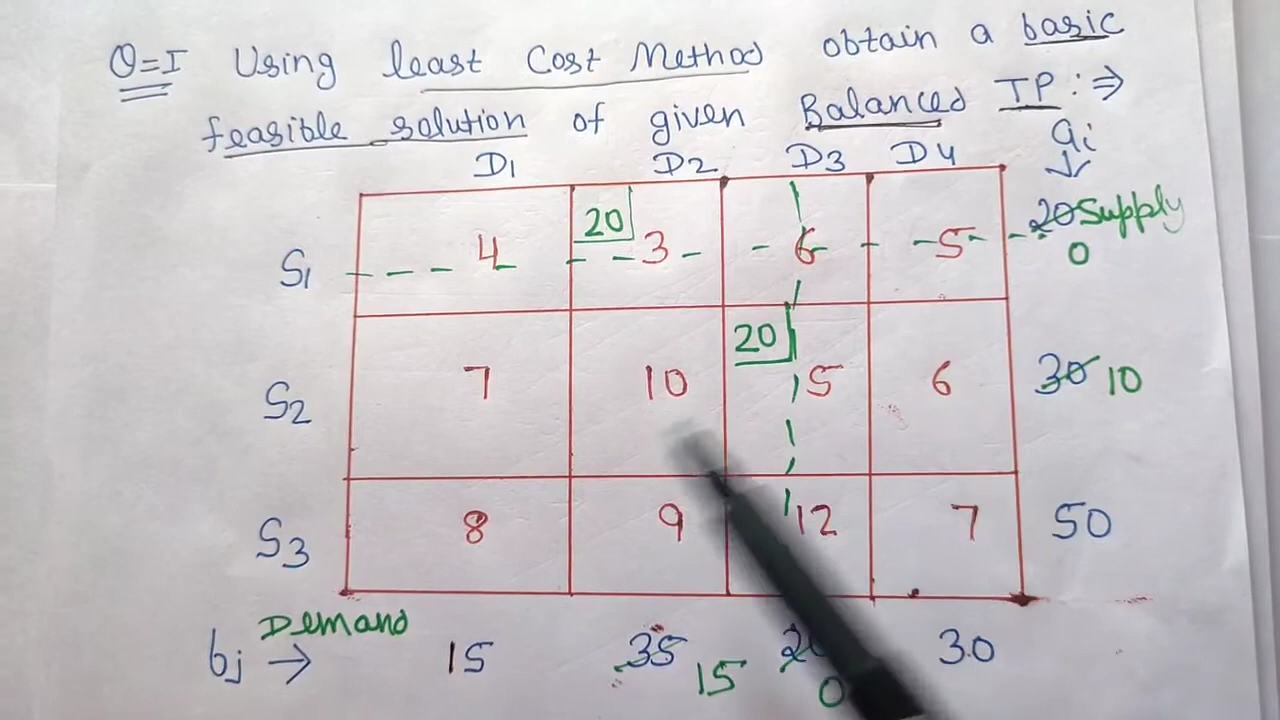 Q=I Using least Cost Method obtain a basic
feasible solution of given Balanced TP :⇒
ai
↓
D1 D2 D3 D4
S1 4 20 3 6 5 20 Supply
0
S2 7 10 20 5 6 30 10
S3 8 9 12 7 50
Demand
bj → 15 35 15 30
15 0